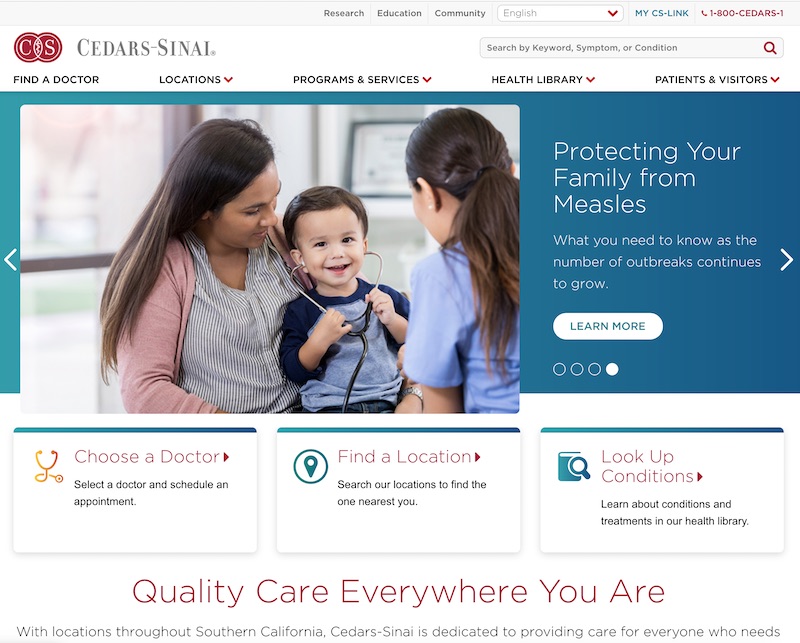 Research Education Community English MY CS-LINK 1-800-CEDARS-1
CS CEDARS-SINAI®
Search by Keyword, Symptom, or Condition
FIND A DOCTOR LOCATIONS PROGRAMS & SERVICES HEALTH LIBRARY PATIENTS & VISITORS
Protecting Your
Family from
Measles
What you need to know as the
number of outbreaks continues
to grow.
LEARN MORE
Choose a Doctor
Select a doctor and schedule an
appointment.
Find a Location
Search our locations to find the
one nearest you.
Look Up
Conditions
Learn about conditions and
treatments in our health library.
Quality Care Everywhere You Are
With locations throughout Southern California, Cedars-Sinai is dedicated to providing care for everyone who needs